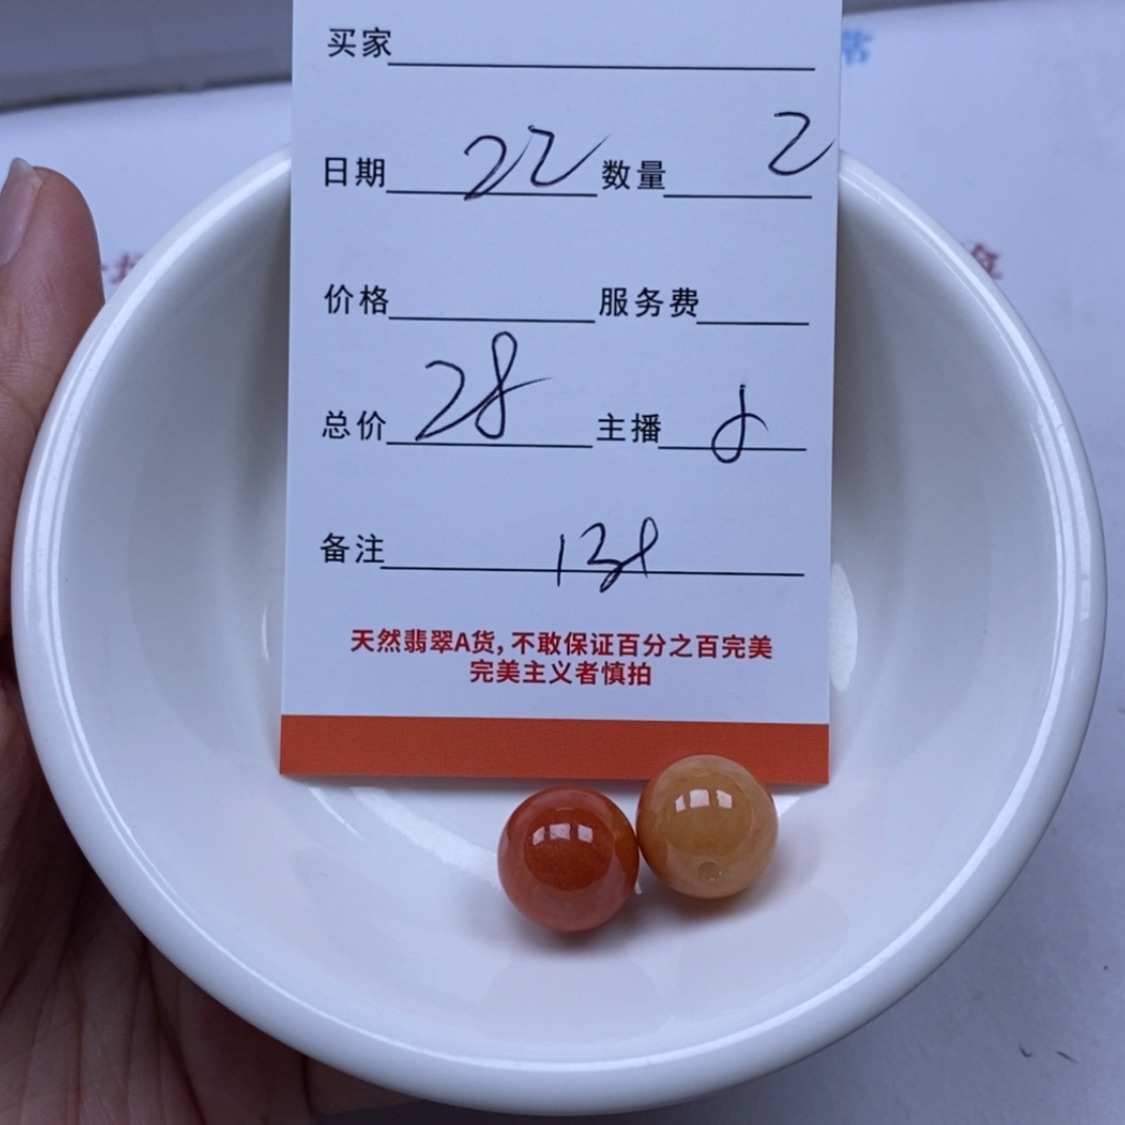 买家
日期 22 数量 2
价格 服务费
总价 28 主播
备注
天然翡翠A货,不敢保证百分之百完美
完美主义者慎拍